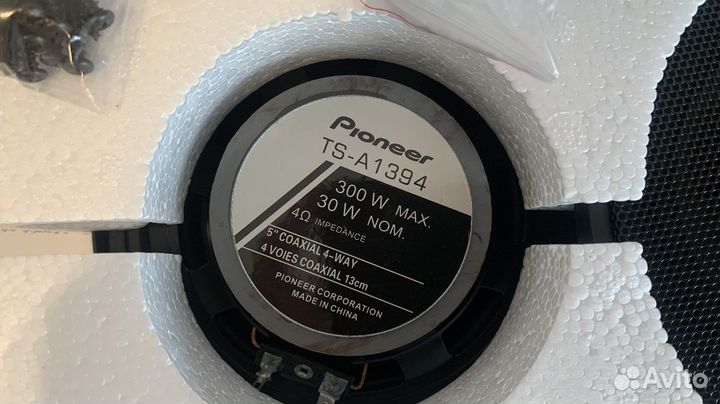 Pioneer
TS-A1394
300 W MAX.
30 W NOM.
4Ω IMPEDANCE
5" COAXIAL 4-WAY
4 VOIES COAXIAL 13cm
PIONEER CORPORATION
MADE IN CHINA
Avito